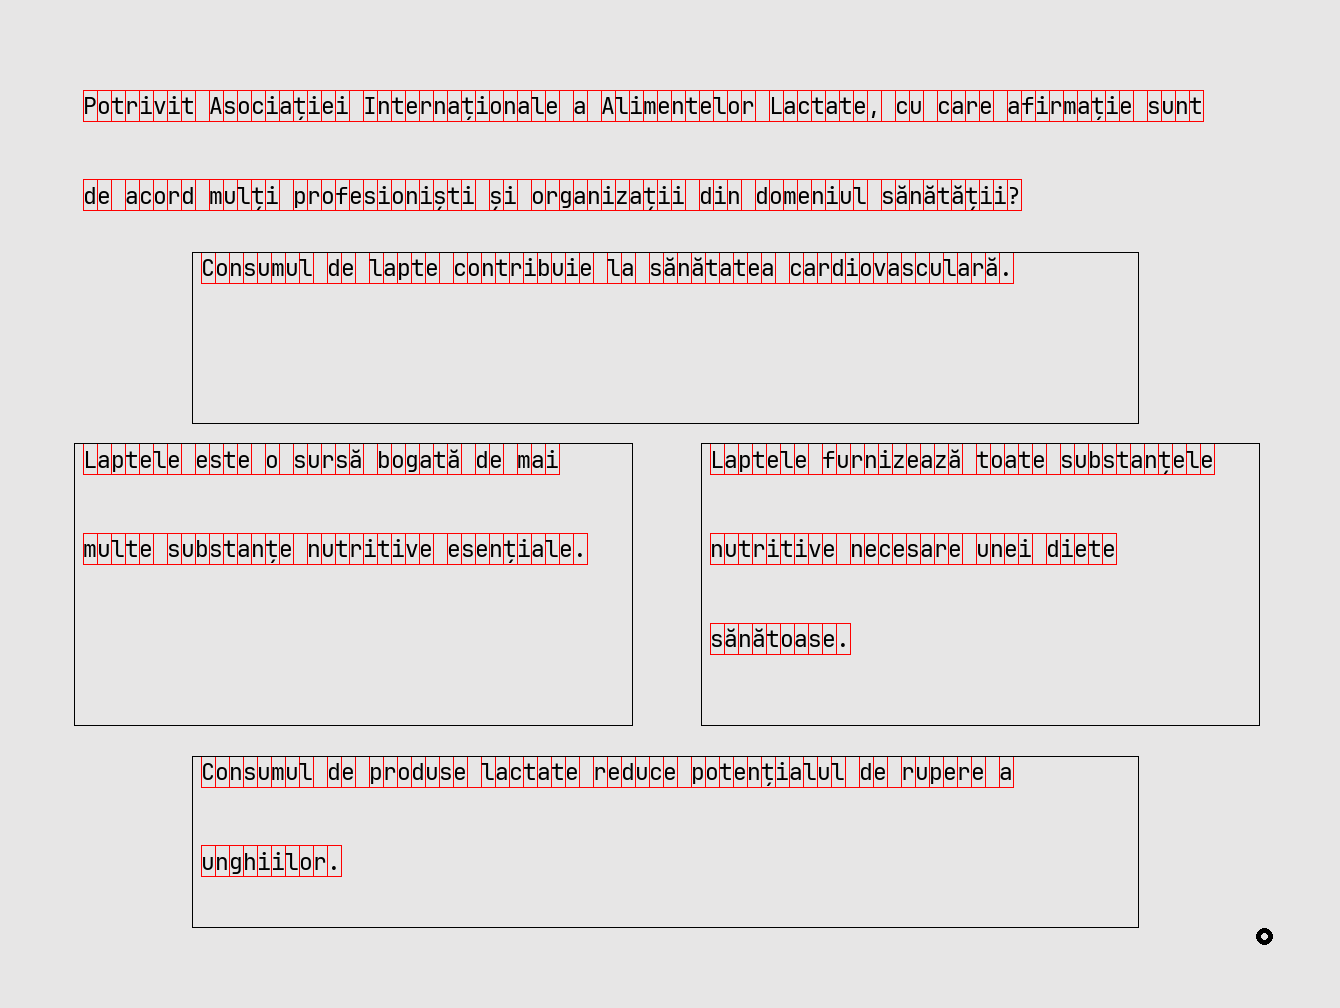 Potrivit Asociației Internaționale a Alimentelor Lactate, cu care afirmație sunt
de acord mulți profesioniști și organizații din domeniul sănătății?
Consumul de lapte contribuie la sănătatea cardiovasculară.
Laptele este o sursă bogată de mai
multe substanțe nutritive esențiale.
Laptele furnizează toate substanțele
nutritive necesare unei diete
sănătoase.
Consumul de produse lactate reduce potențialul de rupere a
unghiilor.